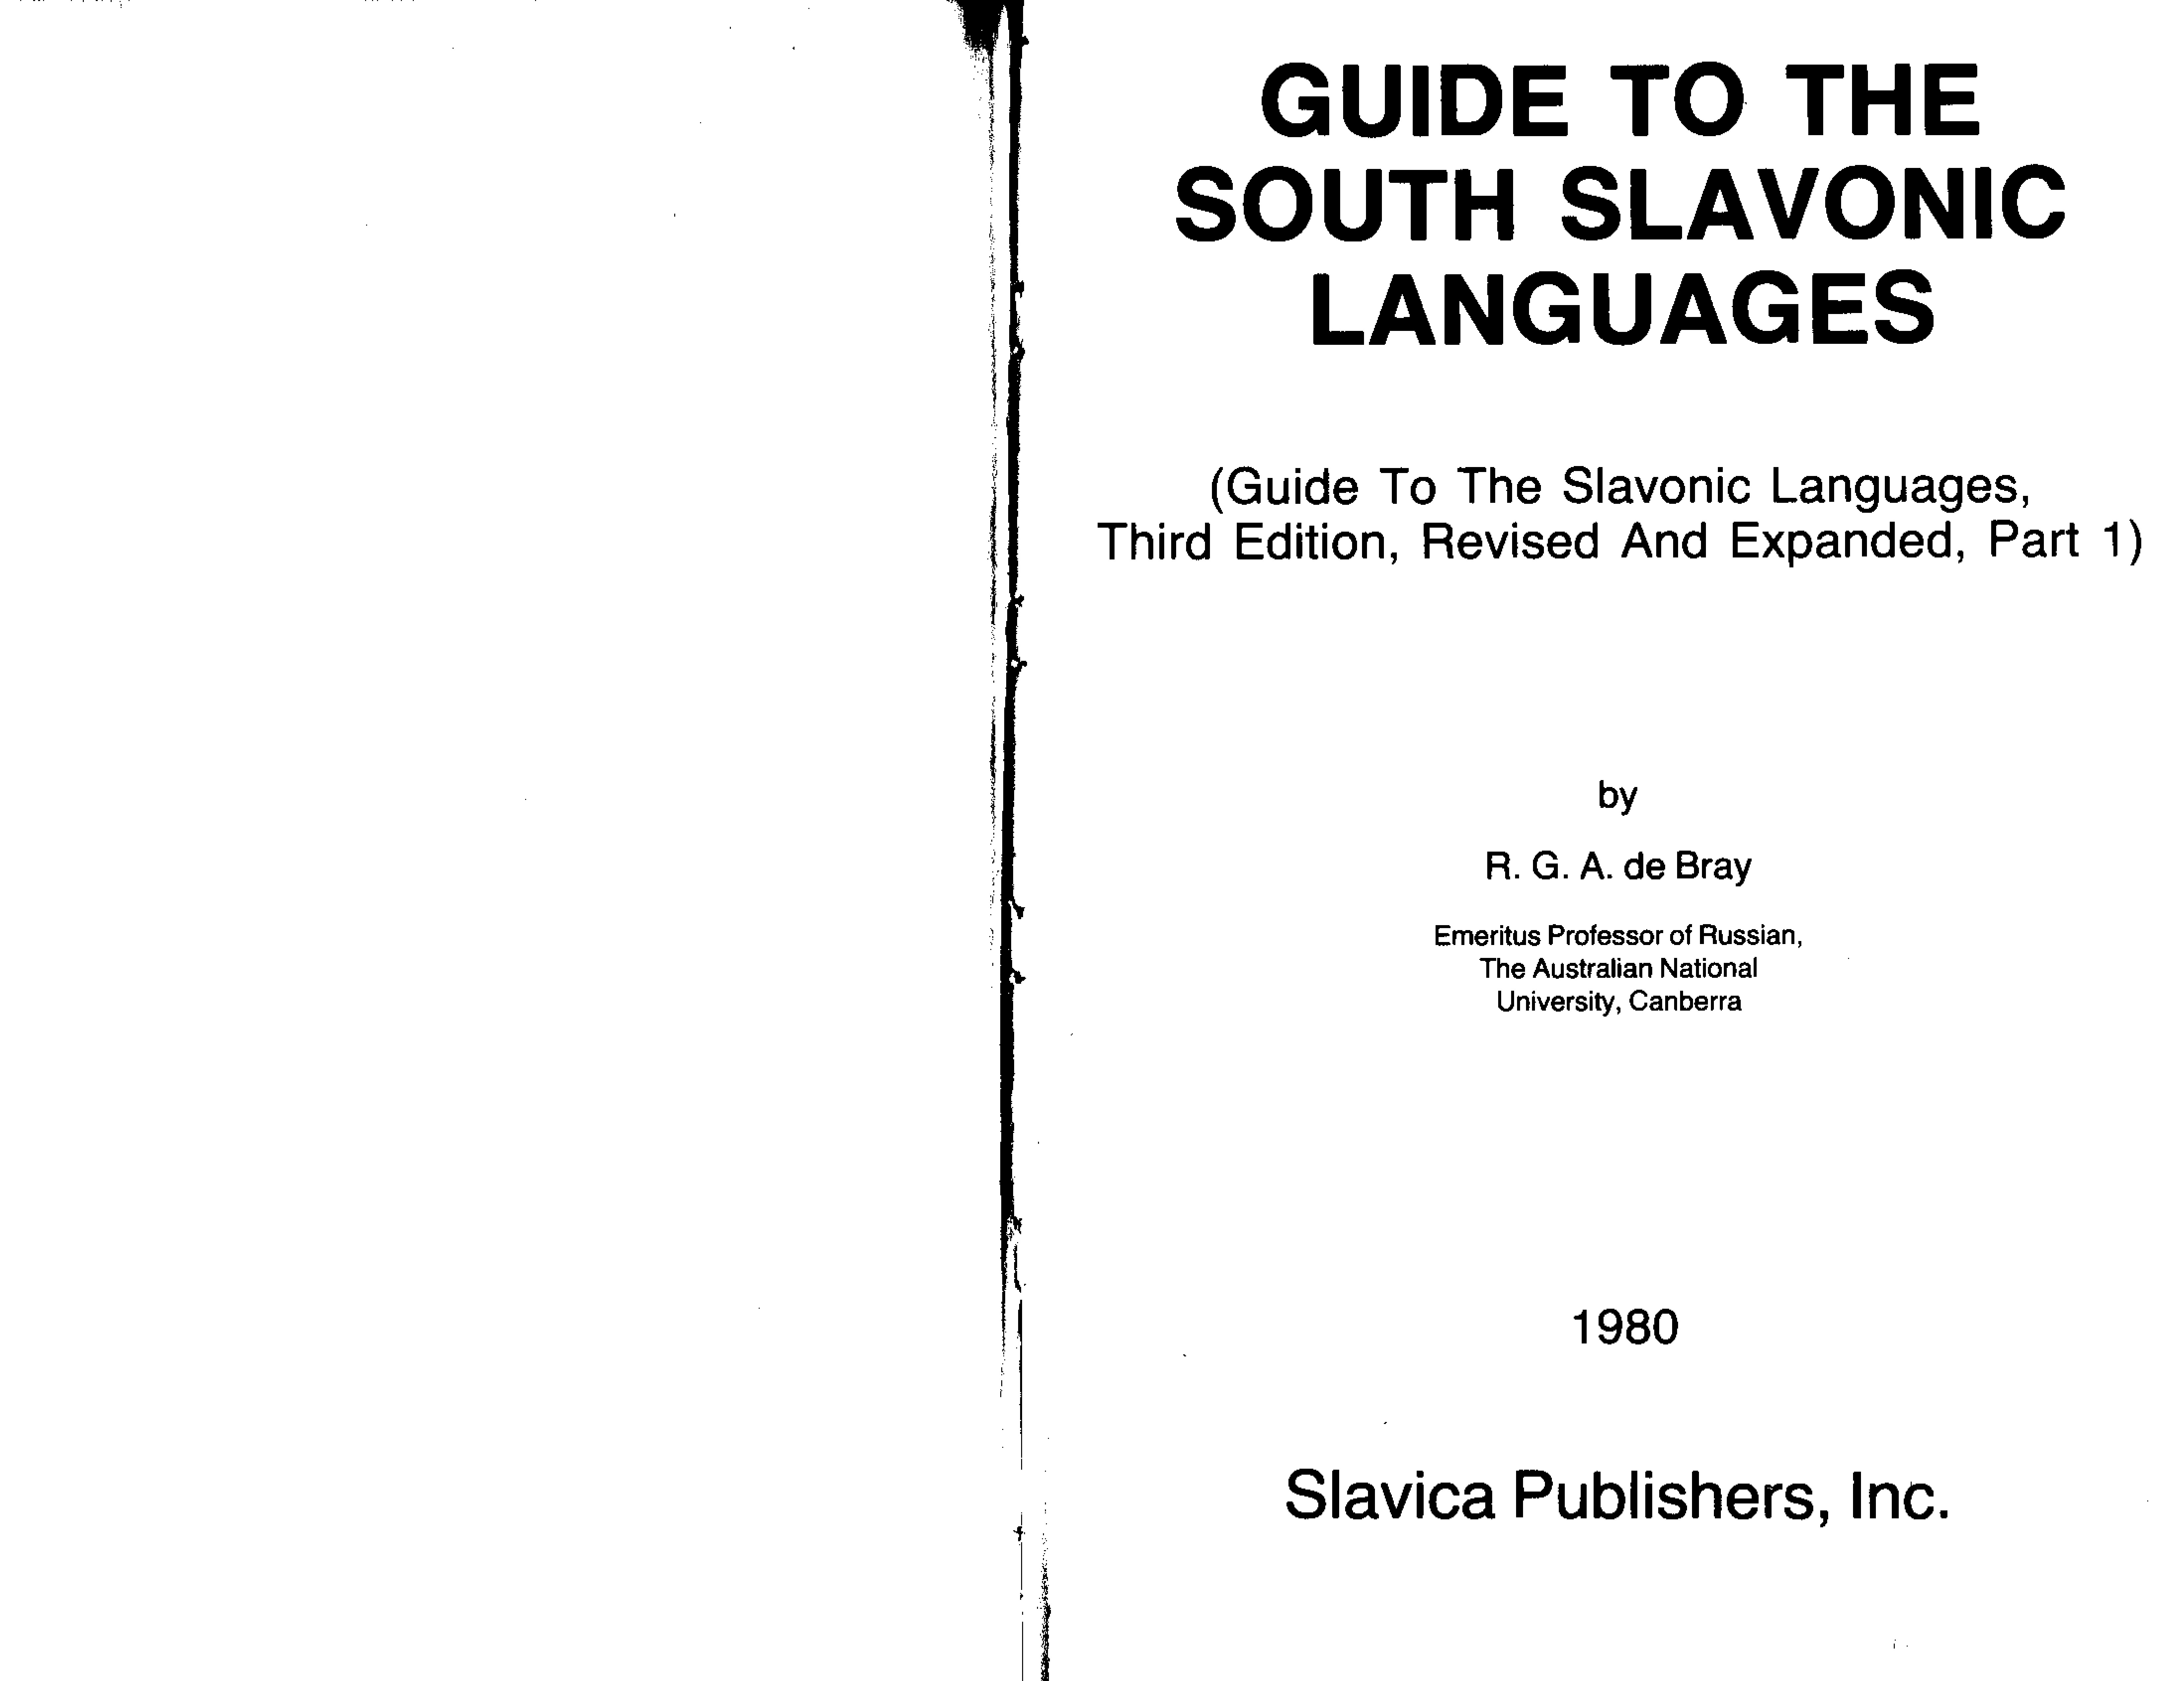 GUIDE TO THE
SOUTH SLAVONIC
LANGUAGES
(Guide To The Slavonic Languages,
Third Edition, Revised And Expanded, Part 1)
by
R. G. A. de Bray
Emeritus Professor of Russian,
The Australian National
University, Canberra
1980
Slavica Publishers, Inc.